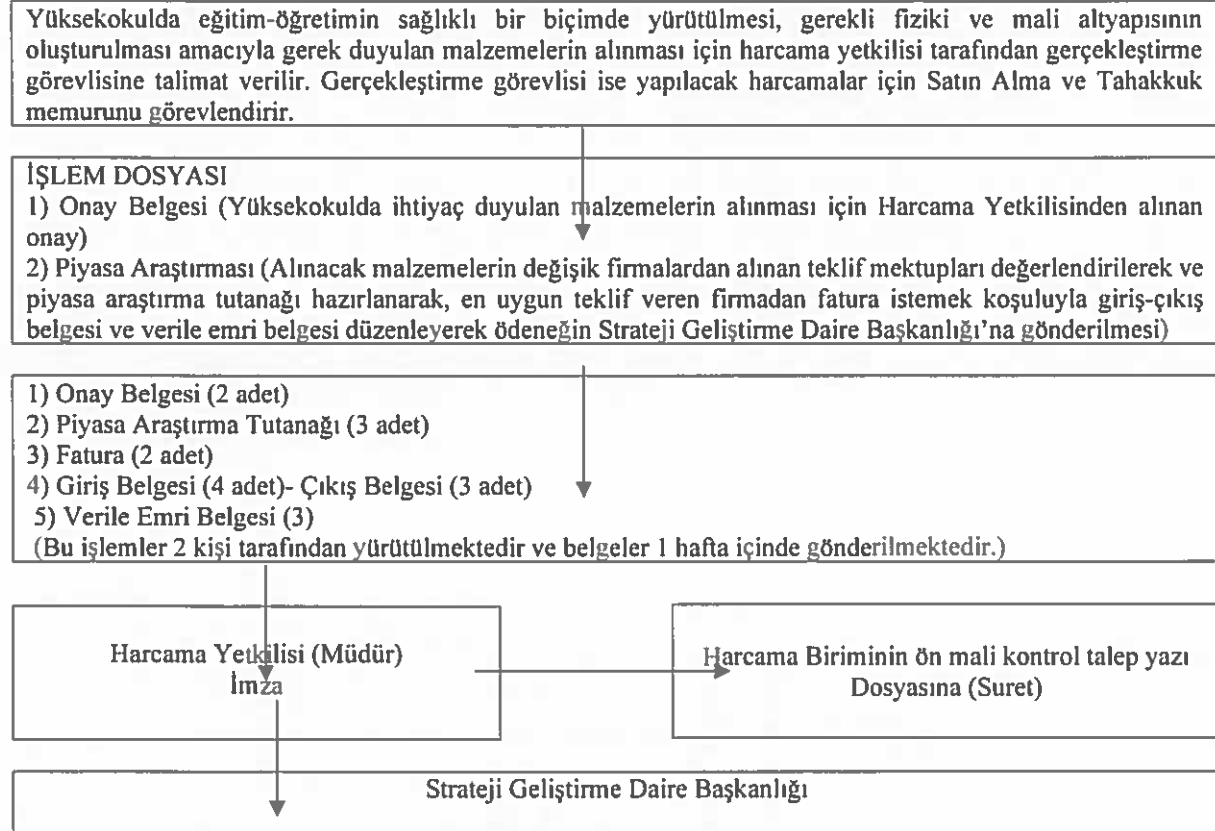 Yüksekokulda eğitim-öğretimin sağlıklı bir biçimde yürütülmesi, gerekli fiziki ve mali altyapısının
oluşturulması amacıyla gerek duyulan malzemelerin alınması için harcama yetkilisi tarafından gerçekleştirme
görevlisine talimat verilir. Gerçekleştirme görevlisi ise yapılacak harcamalar için Satın Alma ve Tahakkuk
memurunu görevlendirir.
İŞLEM DOSYASI
1) Onay Belgesi (Yüksekokulda ihtiyaç duyulan malzemelerin alınması için Harcama Yetkilisinden alınan
onay)
2) Piyasa Araştırması (Alınacak malzemelerin değişik firmalardan alınan teklif mektupları değerlendirilerek ve
piyasa araştırma tutanağı hazırlanarak, en uygun teklif veren firmadan fatura istemek koşuluyla giriş-çıkış
belgesi ve verile emri belgesi düzenleyerek ödeneğin Strateji Geliştirme Daire Başkanlığı'na gönderilmesi)
1) Onay Belgesi (2 adet)
2) Piyasa Araştırma Tutanağı (3 adet)
3) Fatura (2 adet)
4) Giriş Belgesi (4 adet)- Çıkış Belgesi (3 adet)
5) Verile Emri Belgesi (3)
(Bu işlemler 2 kişi tarafından yürütülmektedir ve belgeler 1 hafta içinde gönderilmektedir.)
Harcama Yetkilisi (Müdür)
İmza
Harcama Biriminin ön mali kontrol talep yazı
Dosyasına (Suret)
Strateji Geliştirme Daire Başkanlığı